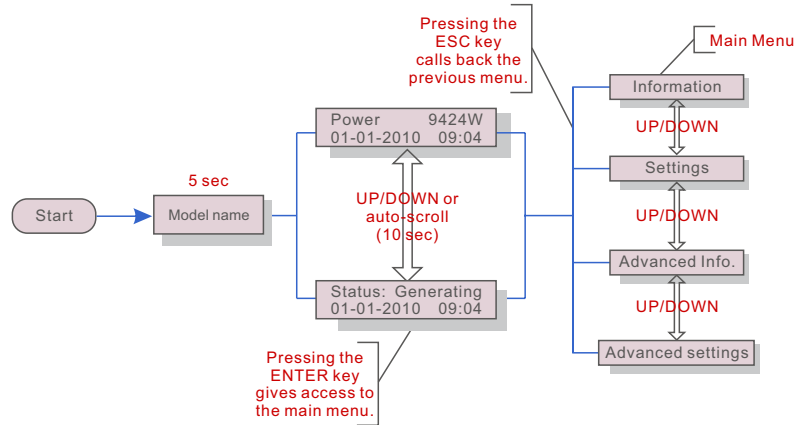 Start
5 sec
Model name
Power 9424W
01-01-2010 09:04
UP/DOWN or
auto-scroll
(10 sec)
Status: Generating
01-01-2010 09:04
Pressing the
ENTER key
gives access to
the main menu.
Pressing the
ESC key
calls back the
previous menu.
Main Menu
Information
UP/DOWN
Settings
UP/DOWN
Advanced Info.
UP/DOWN
Advanced settings